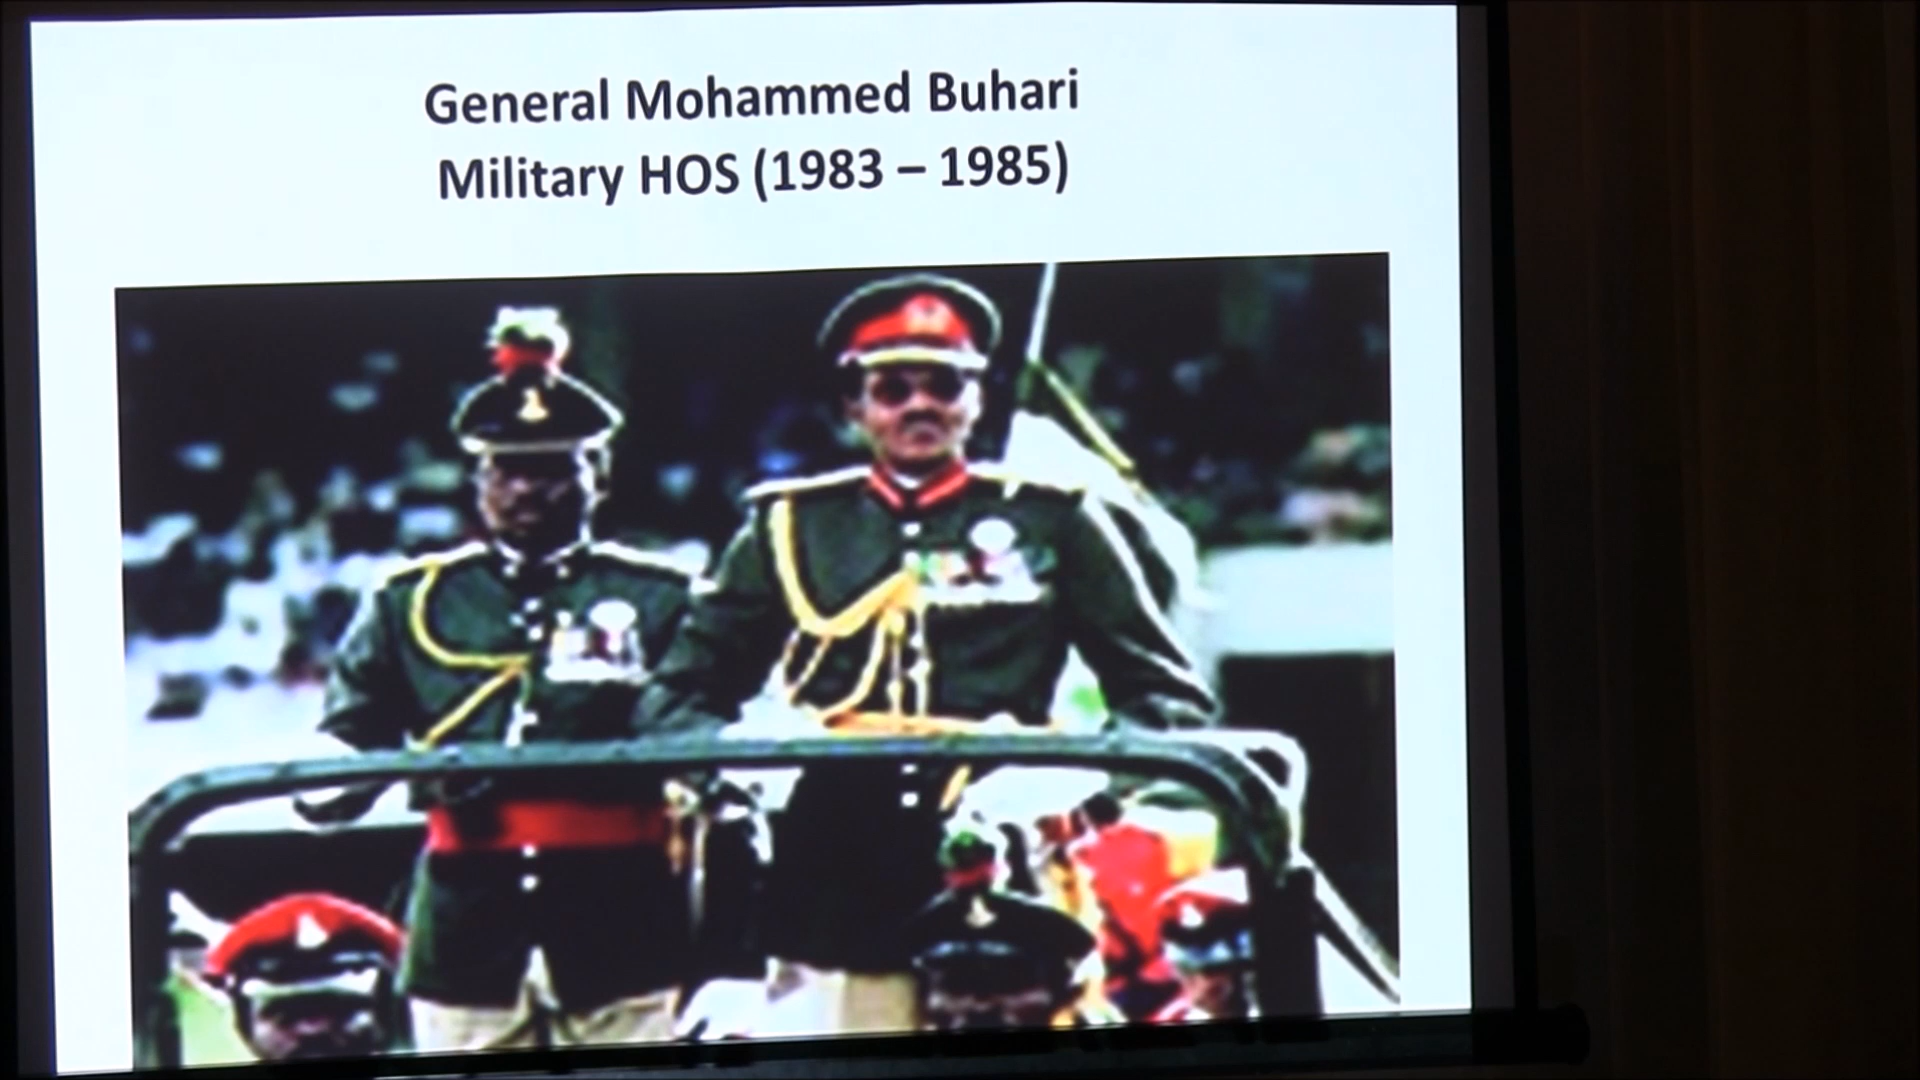 General Mohammed Buhari
Military HOS (1983 – 1985)